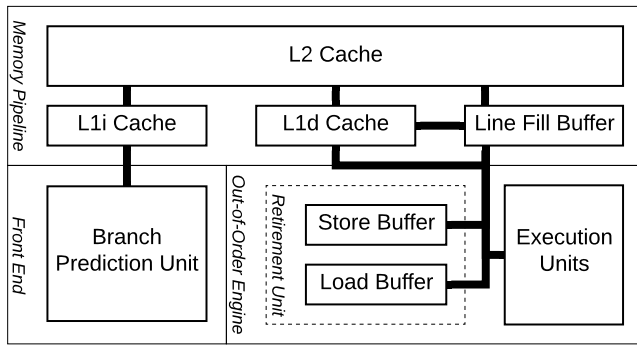 Memory Pipeline
L2 Cache
L1i Cache
L1d Cache
Line Fill Buffer
Front End
Branch
Prediction Unit
Out-of-Order Engine
Retirement Unit
Store Buffer
Load Buffer
Execution
Units